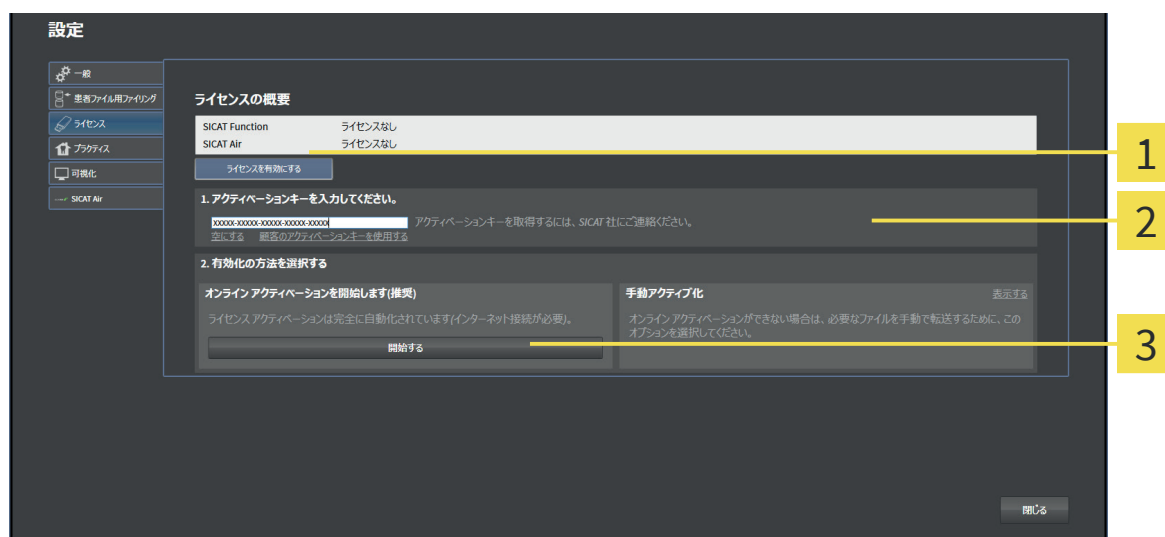 設定
一般
患者ファイル用ファイリング
ライセンス
プラクティス
可視化
SICAT Air
ライセンスの概要
SICAT Function ライセンスなし
SICAT Air ライセンスなし
ライセンスを有効にする
1. アクティベーションキーを入力してください。
xxxxx-xxxxx-xxxxx-xxxxx-xxxxx アクティベーションキーを取得するには、SICAT 社にご連絡ください。
空にする 顧客のアクティベーションキーを使用する
2. 有効化の方法を選択する
オンライン アクティベーションを開始します(推奨)
ライセンス アクティベーションは完全に自動化されています(インターネット接続が必要)。
開始する
手動アクティブ化 表示する
オンライン アクティベーションができない場合は、必要なファイルを手動で転送するために、この
オプションを選択してください。
閉じる
1
2
3